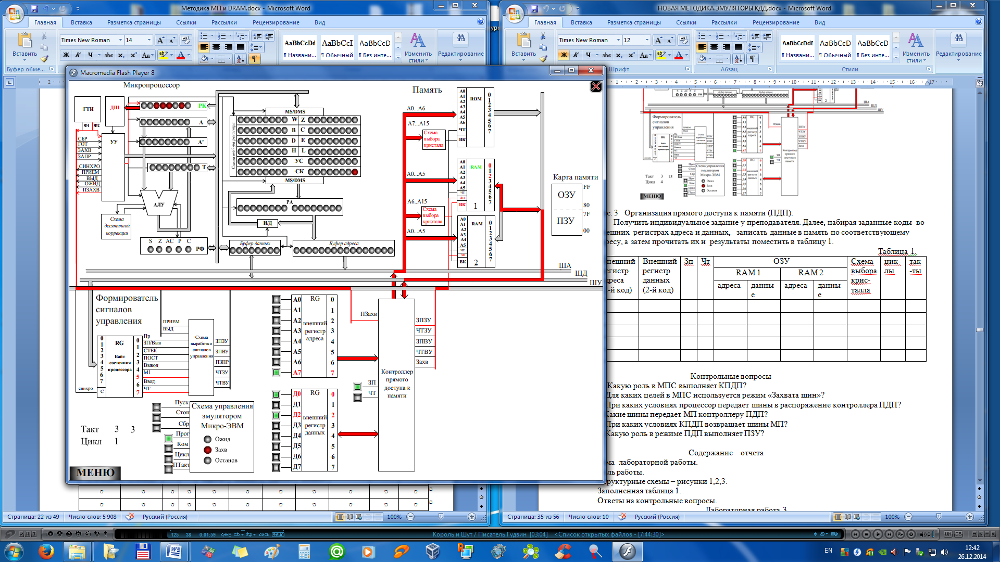 Методика МП и DRAM.docx - Microsoft Word
Главная Вставка Разметка страницы Ссылки Рассылки Рецензирование Вид
Вставить
Times New Roman 14
Буфер обме...
AaBbCcDd AaBbCcI AaBbCcD
¶ Названи... ¶ Обычный ¶ Без инте...
Изменить стили
Редактирование
НОВАЯ МЕТОДИКА.ЭМУЛЯТОРЫ КДД.docx - Microsoft Word
Главная Вставка Разметка страницы Ссылки Рассылки Рецензирование Вид
Вставить
Times New Roman 12
Шрифт Абзац Стили
AaBbCcDdE AaBbCcD AaBbCcD
¶ Названи... ¶ Обычный ¶ Без инте...
Изменить стили
Редактирование
Macromedia Flash Player 8
Микропроцессор
ГТИ
Ф1 Ф2
ДШ
РК
А
А'
Т
УУ
СБР
ГОТ
ЗАХВ
ЗАПР
СИНХРО
ПРИЕМ
ВЫД
ОЖИД
ПЗАХВ
АЛУ
Схема
десятичной
коррекции
S Z AC P C
РФ
MS/DMS
Схема выбора регистра
W Z
B C
D E
H L
УС
СК
MS/DMS
РА
И/Д
Буфер данных
Буфер адреса
Память
A0...A6
A7...A15
Схема
выбора
кристала
A0 A1 A2 A3 A4 A5 A6
ЧТ
ВК
ROM
0 1 2 3 4 5 6 7
A0...A5
A0 A1 A2 A3 A4 A5
ЧТ
ЗП
ВК
RAM
1
0 1 2 3 4 5 6 7
A6...A15
Схема
выбора
кристала
A0...A5
A0 A1 A2 A3 A4 A5
ЧТ
ЗП
ВК
RAM
2
0 1 2 3 4 5 6 7
Карта памяти
ОЗУ
ПЗУ
FF
80
7F
00
ША
ШД
ШУ
Формирователь
сигналов
управления
0 1 2 3 4 5 6 7
С
синхро
RG
Байт
состояния
процессора
0 1 2 3 4 5 6 7
Пр
ЗП/Выв
СТЕК
ПОСТ
Вывод
М1
Ввод
ЧТ
ПРИЕМ
ВЫД
Схема
выработки
сигналов
управления
ЗПЗУ
ЗПВУ
ПЗПР
ЧТЗУ
ЧТВУ
Такт 3 3
Цикл 1
МЕНЮ
Пуск
Стоп
Сбр
Прог
Ком
Цикл
ПТакт
Схема управления
эмулятором
Микро-ЭВМ
Ожид
Захв
Останов
A0 A1 A2 A3 A4 A5 A6 A7
RG
внешний
регистр
адреса
0 1 2 3 4 5 6 7
Д0 Д1 Д2 Д3 Д4 Д5 Д6 Д7
RG
внешний
регистр
данных
0 1 2 3 4 5 6 7
ЗП
ЧТ
ПЗахв
Контроллер
прямого
доступа к
памяти
ЗПЗУ
ЧТЗУ
ЗПВУ
ЧТВУ
Захв
Формирователь
сигналов
управления
Такт 3 13
Цикл 4
МЕНЮ
Схема управления
эмулятором
Микро-ЭВМ
Ожид
Захв
Останов
Контроллер
прямого
доступа к
памяти
с. 3 Организация прямого доступа к памяти (ПДП).
Получить индивидуальное задание у преподавателя. Далее, набирая заданные коды во
ешних регистрах адреса и данных, записать данные в память по соответствующему
ресу, а затем прочитать их и результаты поместить в таблицу 1.
Таблица 1.
нешний егистр дреса -й код)
Внешний регистр данных (2-й код)
Зп Чт
ОЗУ
RAM 1 RAM 2
адреса данны е адреса данны е
Схема выбора крис- талла
цик- лы
так -ты
Контрольные вопросы
Какую роль в МПС выполняет КПДП?
Для каких целей в МПС используется режим «Захвата шин»?
При каких условиях процессор передает шины в распоряжение контроллера ПДП?
Какие шины передает МП контроллеру ПДП?
При каких условиях КПДП возвращает шины МП?
Какую роль в режиме ПДП выполняет ПЗУ?
Содержание отчета
ма лабораторной работы.
ль работы.
труктурные схемы – рисунки 1,2,3.
Заполненная таблица 1.
Ответы на контрольные вопросы.
Лабораторная работа 3
Страница: 22 из 49 Число слов: 5 908 Русский (Россия) 100%
Страница: 35 из 56 Число слов: 10 Русский (Россия) 100%
125 38 0:01:59 диск
Король и Шут / Писатель Гудвин [03:04] <Список открытых файлов - [7:44:30]>
EN
12:42
26.12.2014